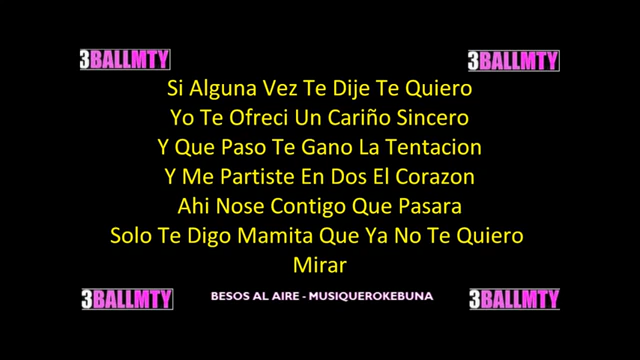 3BALLMTY 3BALLMTY
Si Alguna Vez Te Dije Te Quiero
Yo Te Ofreci Un Cariño Sincero
Y Que Paso Te Gano La Tentacion
Y Me Partiste En Dos El Corazon
Ahi Nose Contigo Que Pasara
Solo Te Digo Mamita Que Ya No Te Quiero
Mirar
3BALLMTY BESOS AL AIRE - MUSIQUEROKEBUNA 3BALLMTY